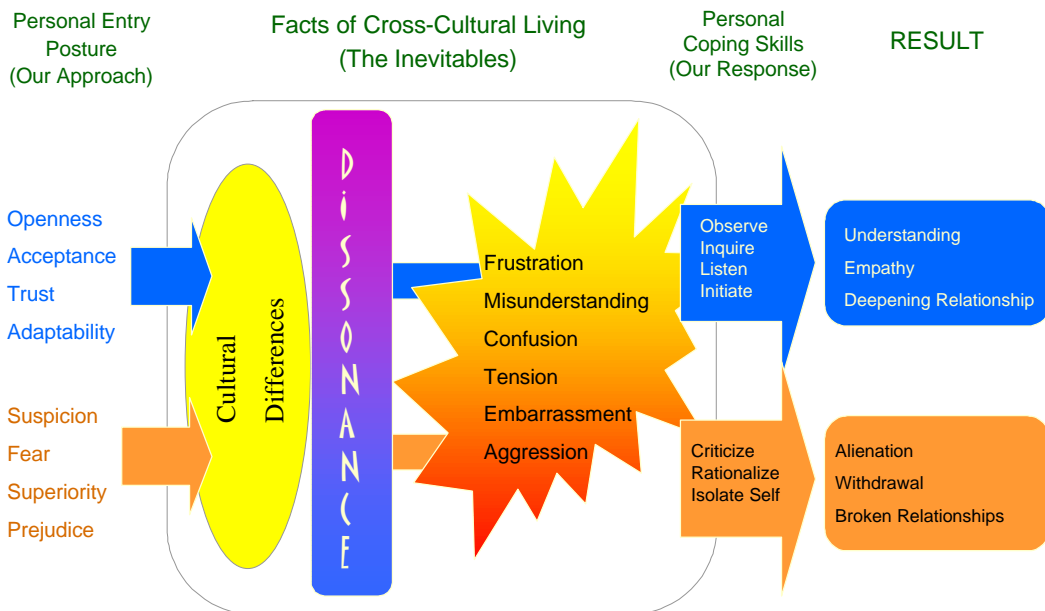 Personal Entry
Posture
(Our Approach)
Facts of Cross-Cultural Living
(The Inevitables)
Personal
Coping Skills
(Our Response)
RESULT
Openness
Acceptance
Trust
Adaptability
Suspicion
Fear
Superiority
Prejudice
Cultural
Differences
DiSSONANCE
Frustration
Misunderstanding
Confusion
Tension
Embarrassment
Aggression
Observe
Inquire
Listen
Initiate
Criticize
Rationalize
Isolate Self
Understanding
Empathy
Deepening Relationship
Alienation
Withdrawal
Broken Relationships